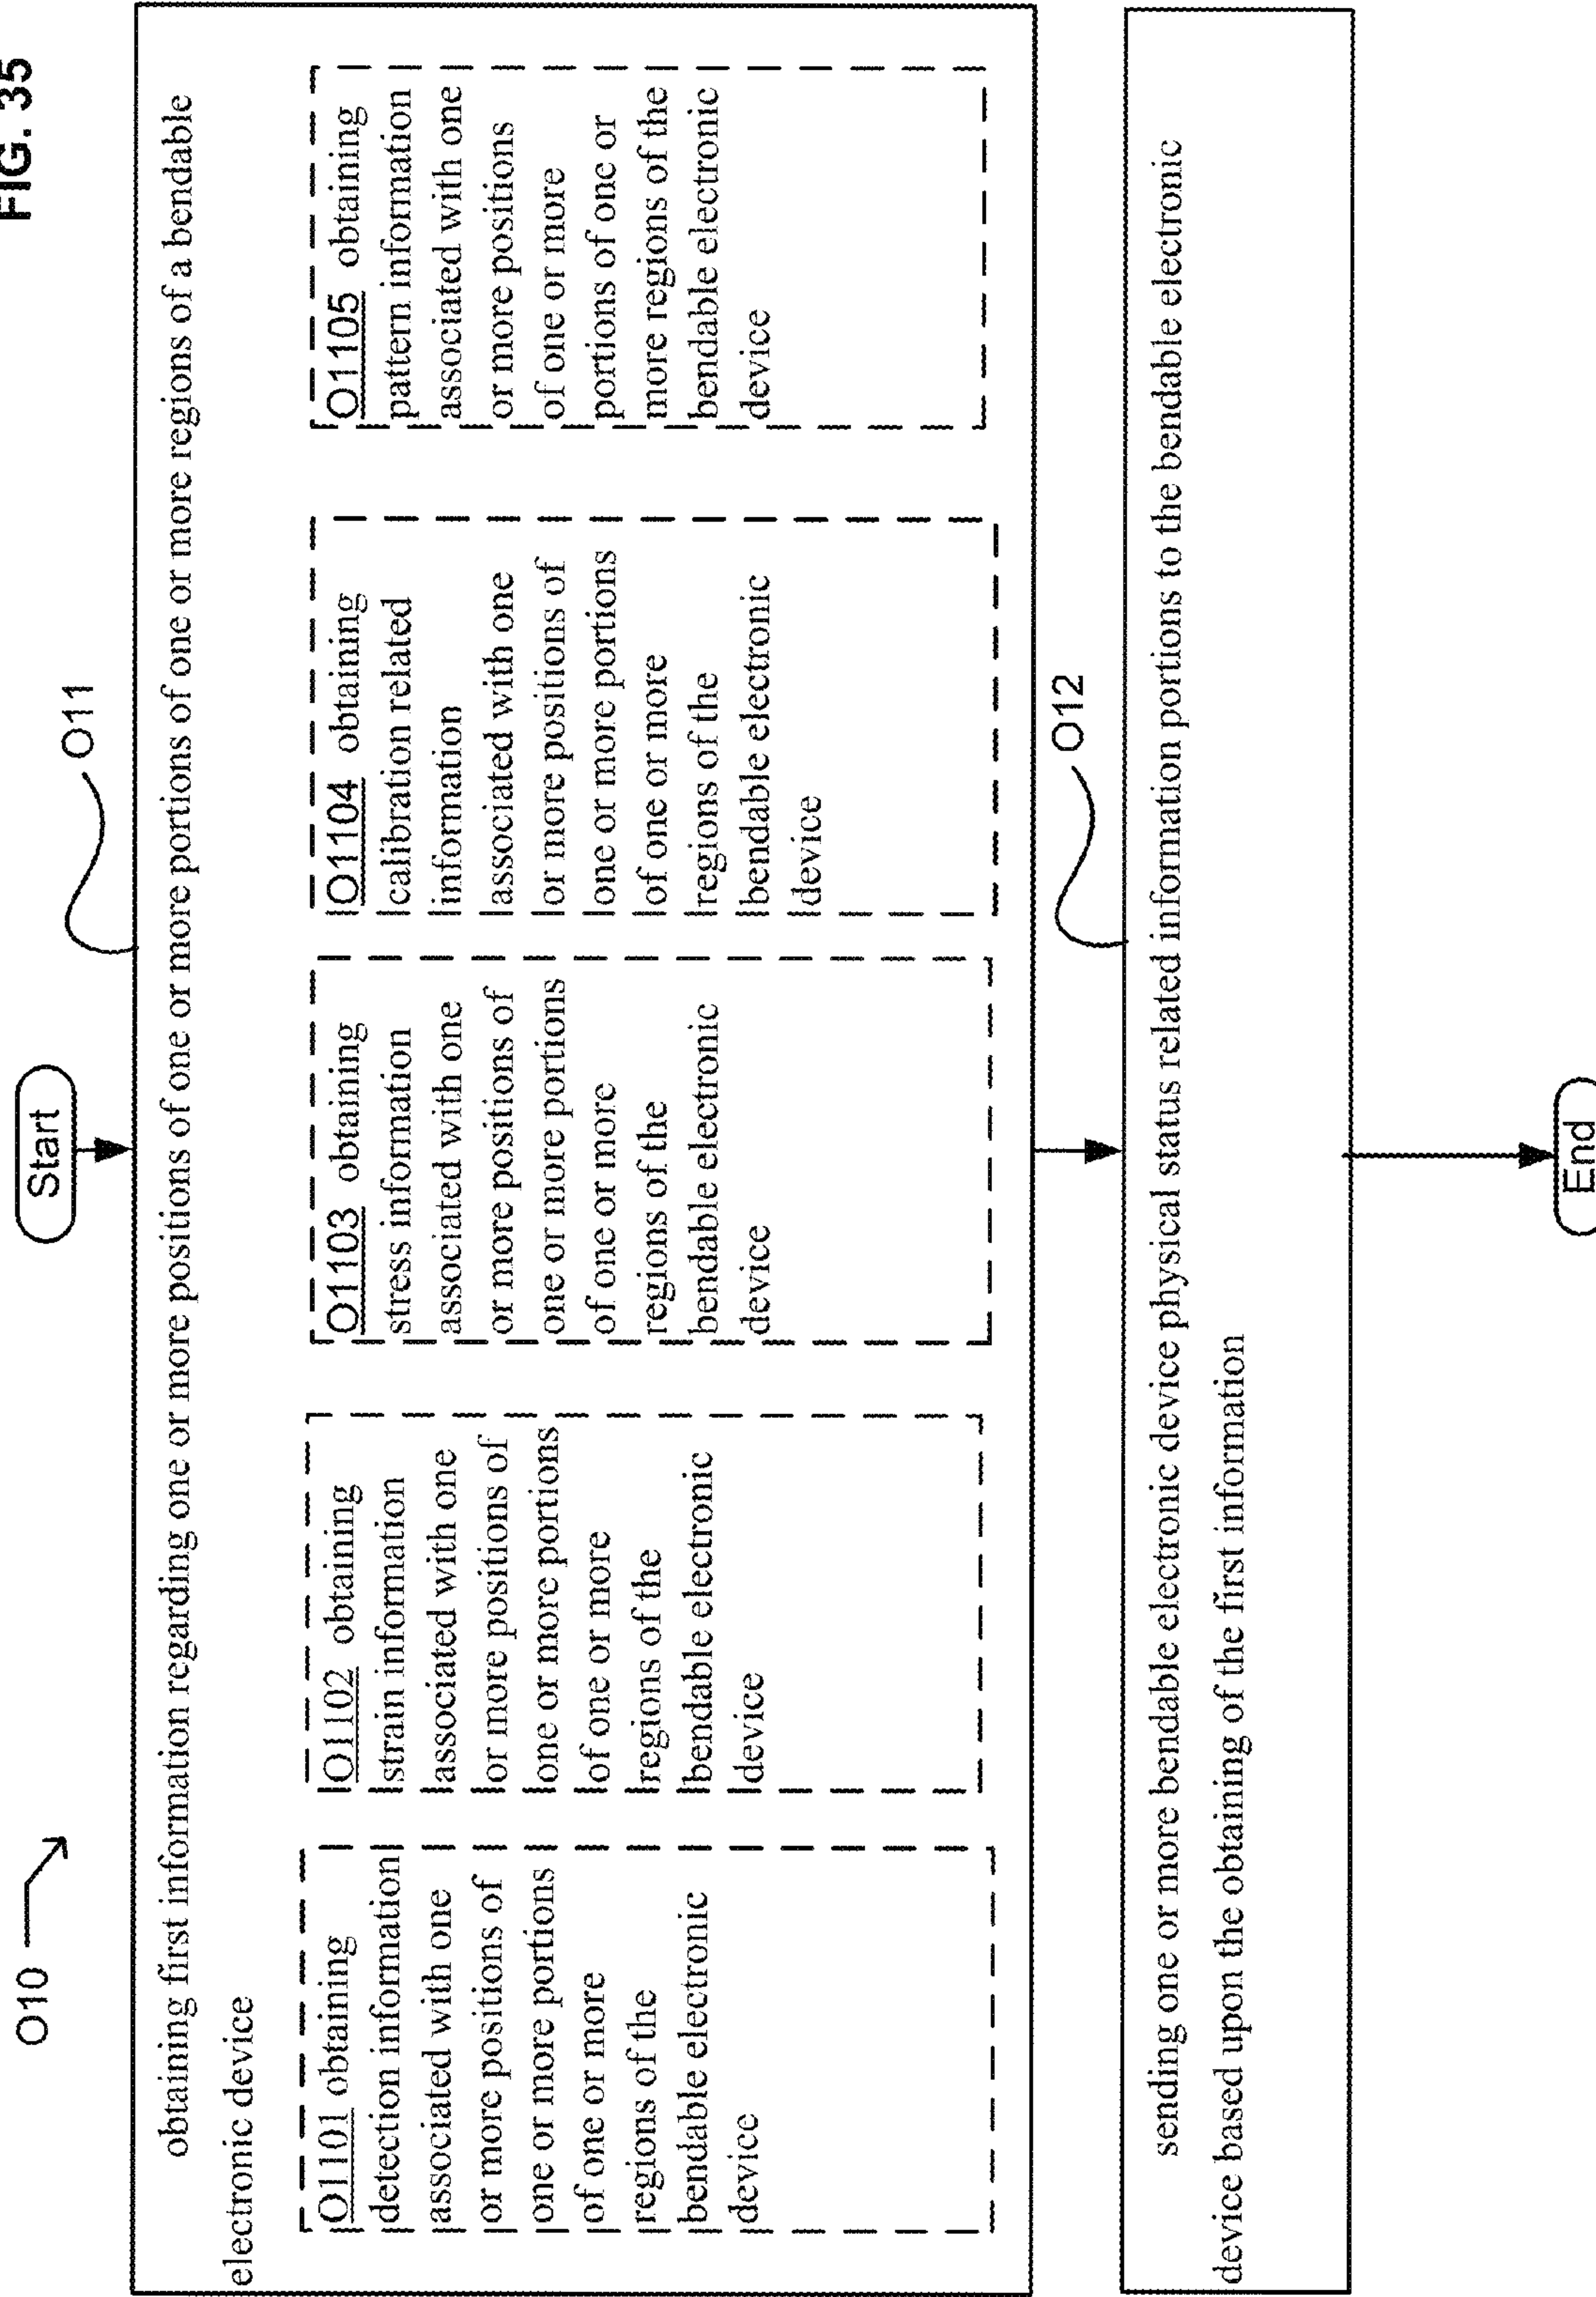 FIG. 35
O10
Start
O11
obtaining first information regarding one or more positions of one or more portions of one or more regions of a bendable
electronic device
O1101 obtaining
detection information
associated with one
or more positions of
one or more portions
of one or more
regions of the
bendable electronic
device
O1102 obtaining
strain information
associated with one
or more positions of
one or more portions
of one or more
regions of the
bendable electronic
device
O1103 obtaining
stress information
associated with one
or more positions of
one or more portions
of one or more
regions of the
bendable electronic
device
O1104 obtaining
calibration related
information
associated with one
or more positions of
one or more portions
of one or more
regions of the
bendable electronic
device
O1105 obtaining
pattern information
associated with one
or more positions
of one or more
portions of one or
more regions of the
bendable electronic
device
O12
sending one or more bendable electronic device physical status related information portions to the bendable electronic
device based upon the obtaining of the first information
End